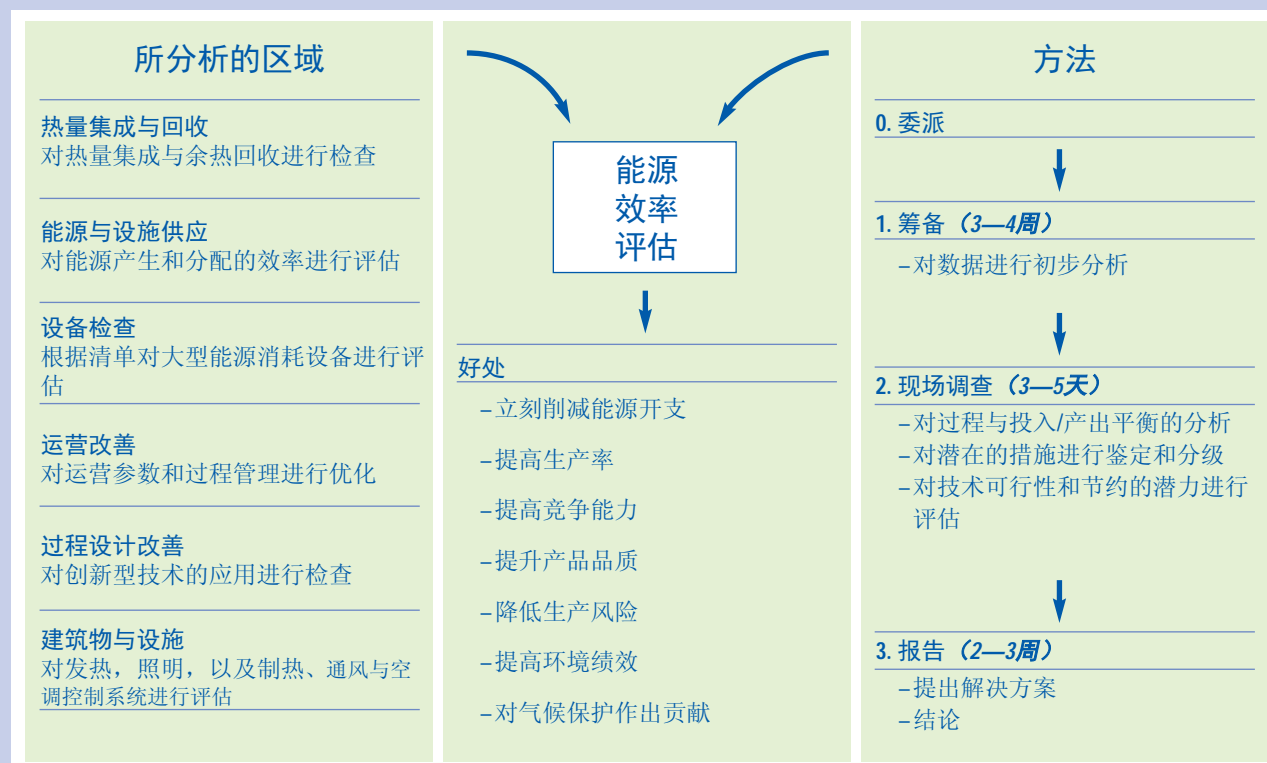 所分析的区域
热量集成与回收
对热量集成与余热回收进行检查
能源与设施供应
对能源产生和分配的效率进行评估
设备检查
根据清单对大型能源消耗设备进行评
估
运营改善
对运营参数和过程管理进行优化
过程设计改善
对创新型技术的应用进行检查
建筑物与设施
对发热，照明，以及制热、通风与空
调控制系统进行评估
能源
效率
评估
好处
–立刻削减能源开支
–提高生产率
–提高竞争能力
–提升产品品质
–降低生产风险
–提高环境绩效
–对气候保护作出贡献
方法
0. 委派
1. 筹备（3—4周）
–对数据进行初步分析
2. 现场调查（3—5天）
–对过程与投入/产出平衡的分析
–对潜在的措施进行鉴定和分级
–对技术可行性和节约的潜力进行
评估
3. 报告（2—3周）
–提出解决方案
–结论